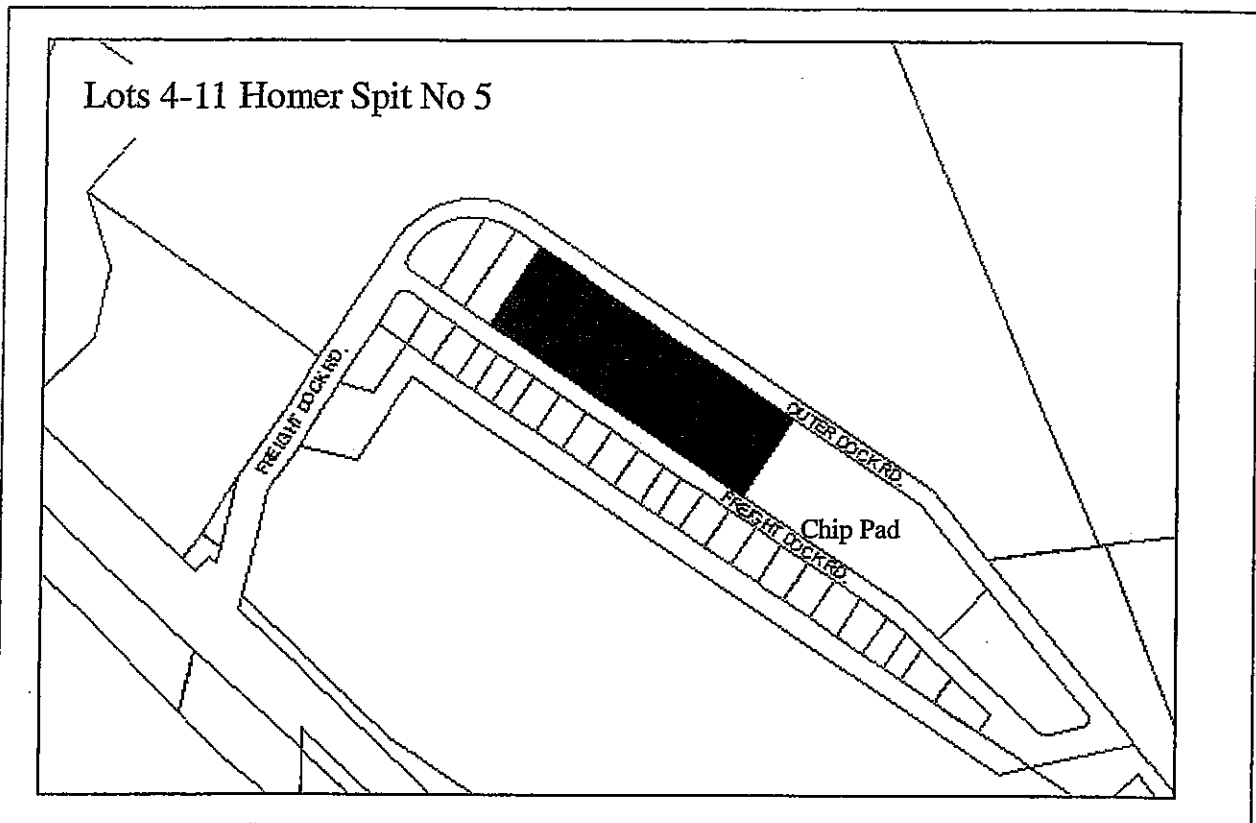 Lots 4-11 Homer Spit No 5
FREIGHT DOCK RD.
OUTER DOCK RD.
FREIGHT DOCK RD.
Chip Pad